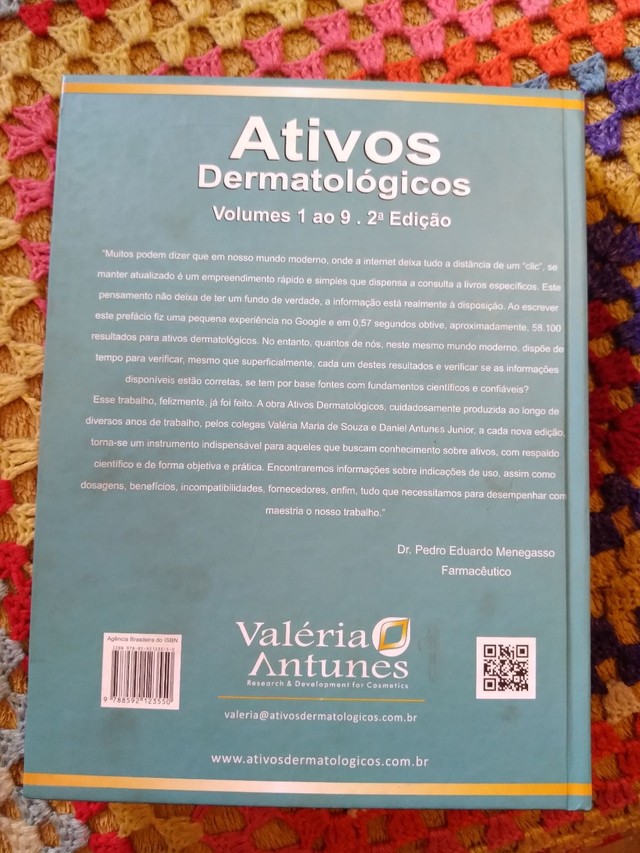 Ativos
Dermatológicos
Volumes 1 ao 9 . 2ª Edição
"Muitos podem dizer que em nosso mundo moderno, onde a internet deixa tudo a distância de um "clic", se
manter atualizado é um empreendimento rápido e simples que dispensa a consulta a livros específicos. Este
pensamento não deixa de ter um fundo de verdade, a informação está realmente à disposição. Ao escrever
este prefácio fiz uma pequena experiência no Google e em 0,57 segundos obtive, aproximadamente, 58.100
resultados para ativos dermatológicos. No entanto, quantos de nós, neste mesmo mundo moderno, dispõe de
tempo para verificar, mesmo que superficialmente, cada um destes resultados e verificar se as informações
disponíveis estão corretas, se tem por base fontes com fundamentos científicos e confiáveis?
Esse trabalho, felizmente, já foi feito. A obra Ativos Dermatológicos, cuidadosamente produzida ao longo de
diversos anos de trabalho, pelos colegas Valéria Maria de Souza e Daniel Antunes Junior, a cada nova edição,
torna-se um instrumento indispensável para aqueles que buscam conhecimento sobre ativos, com respaldo
científico e de forma objetiva e prática. Encontraremos informações sobre indicações de uso, assim como
dosagens, benefícios, incompatibilidades, fornecedores, enfim, tudo que necessitamos para desempenhar com
maestria o nosso trabalho."
Dr. Pedro Eduardo Menegasso
Farmacêutico
Agência Brasileira do ISBN
9 788592 123550
Valéria
Antunes
Research & Development for Cosmetics
valeria@ativosdermatologicos.com.br
www.ativosdermatologicos.com.br